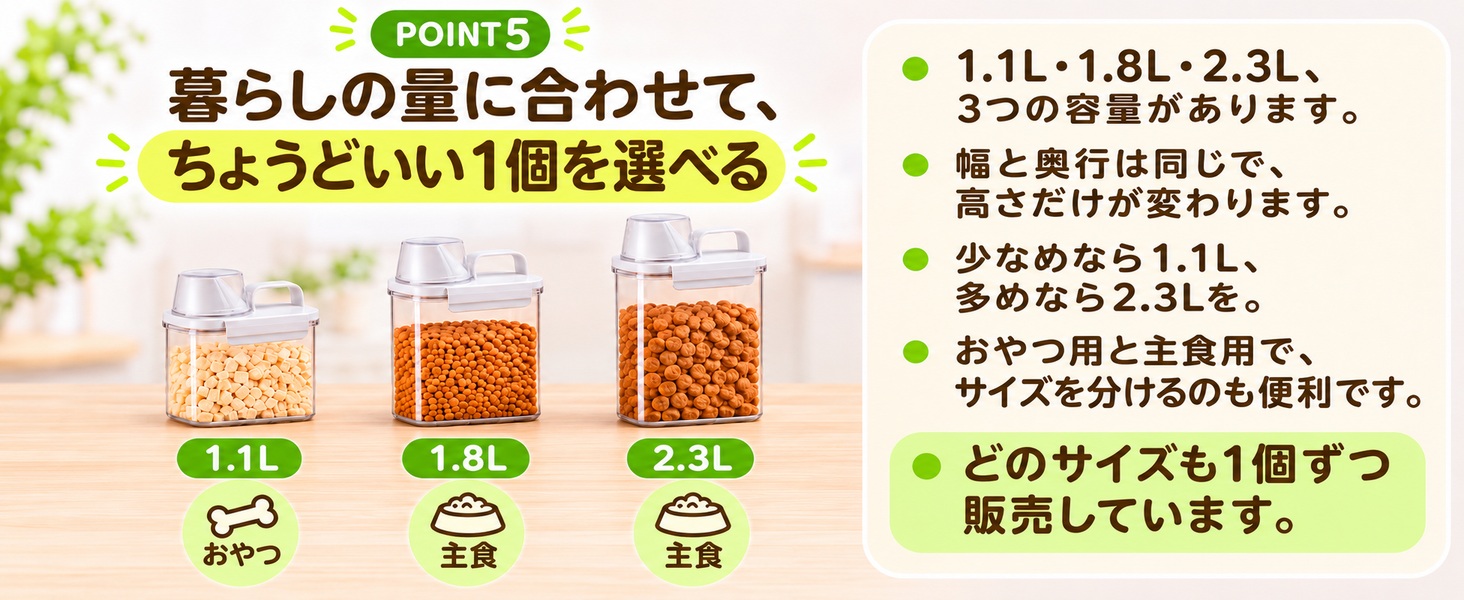 POINT5
暮らしの量に合わせて、
ちょうどいい1個を選べる
1.1L
おやつ
1.8L
主食
2.3L
主食
1.1L・1.8L・2.3L、
3つの容量があります。
幅と奥行は同じで、
高さだけが変わります。
少なめなら1.1L、
多めなら2.3Lを。
おやつ用と主食用で、
サイズを分けるのも便利です。
どのサイズも1個ずつ
販売しています。